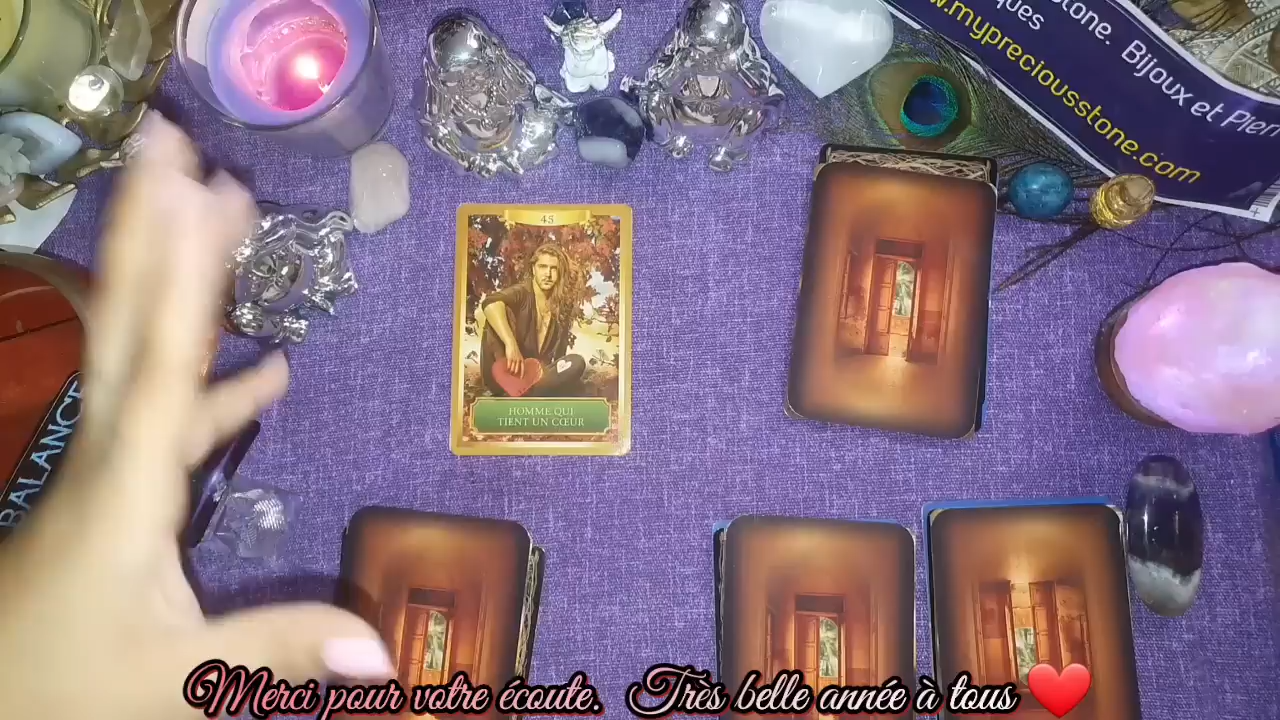 tone. Bijoux et Pier
ques
w.mypreciousstone.com
45
HOMME QUI
TIENT UN CŒUR
BALANCE
Merci pour votre écoute. Très belle année à tous ❤️